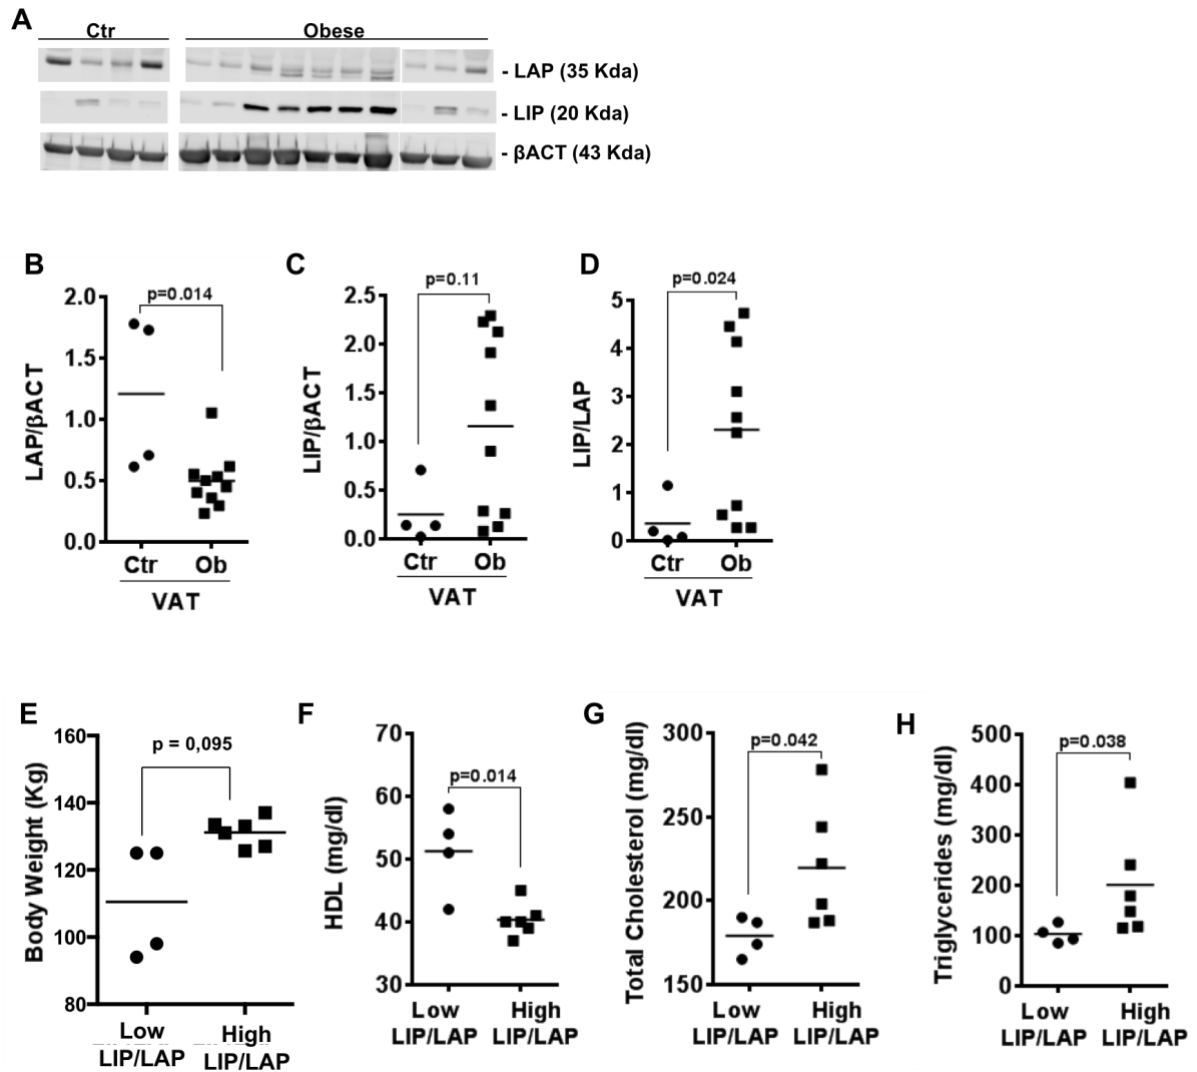 A
Ctr
Obese
- LAP (35 Kda)
- LIP (20 Kda)
- βACT (43 Kda)
B
p=0.014
2.0
1.5
1.0
0.5
0.0
LAP/βACT
Ctr
Ob
VAT
C
p=0.11
2.5
2.0
1.5
1.0
0.5
0.0
LIP/βACT
Ctr
Ob
VAT
D
p=0.024
5
4
3
2
1
0
LIP/LAP
Ctr
Ob
VAT
E
p = 0,095
160
140
120
100
80
Body Weight (Kg)
Low
LIP/LAP
High
LIP/LAP
F
p=0.014
70
60
50
40
30
HDL (mg/dl)
Low
LIP/LAP
High
LIP/LAP
G
p=0.042
300
250
200
150
Total Cholesterol (mg/dl)
Low
LIP/LAP
High
LIP/LAP
H
p=0.038
500
400
300
200
100
0
Triglycerides (mg/dl)
Low
LIP/LAP
High
LIP/LAP